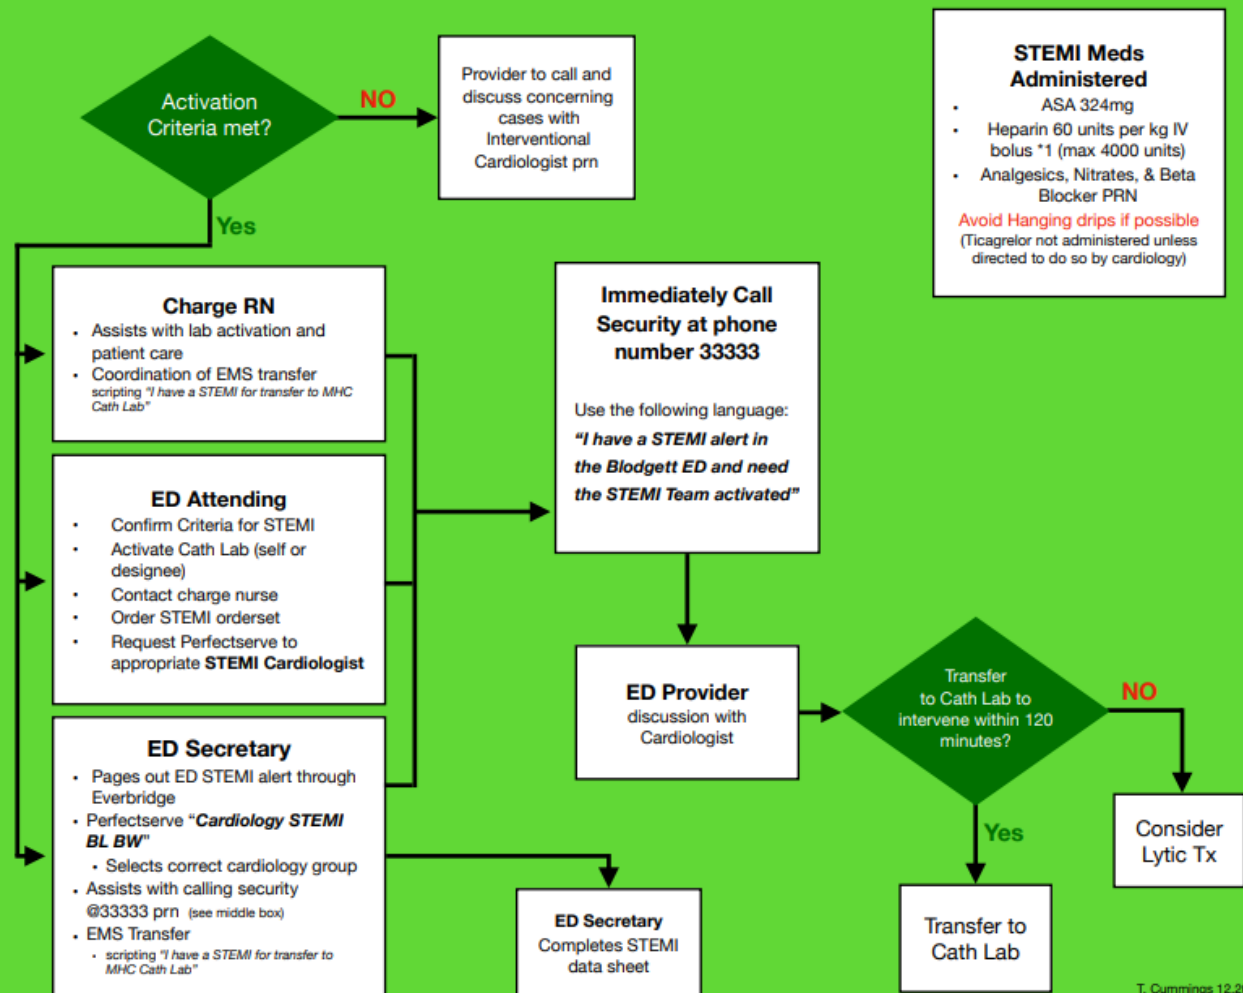 Activation
Criteria met?
NO
Provider to call and
discuss concerning
cases with
Interventional
Cardiologist prn
STEMI Meds
Administered
• ASA 324mg
• Heparin 60 units per kg IV
bolus *1 (max 4000 units)
• Analgesics, Nitrates, & Beta
Blocker PRN
Avoid Hanging drips if possible
(Ticagrelor not administered unless
directed to do so by cardiology)
Yes
Charge RN
• Assists with lab activation and
patient care
• Coordination of EMS transfer
scripting "I have a STEMI for transfer to MHC
Cath Lab"
ED Attending
• Confirm Criteria for STEMI
• Activate Cath Lab (self or
designee)
• Contact charge nurse
• Order STEMI orderset
• Request Perfectserve to
appropriate STEMI Cardiologist
ED Secretary
• Pages out ED STEMI alert through
Everbridge
• Perfectserve "Cardiology STEMI
BL BW"
• Selects correct cardiology group
• Assists with calling security
@33333 prn (see middle box)
• EMS Transfer
• scripting "I have a STEMI for transfer to
MHC Cath Lab"
Immediately Call
Security at phone
number 33333
Use the following language:
"I have a STEMI alert in
the Blodgett ED and need
the STEMI Team activated"
ED Provider
discussion with
Cardiologist
Transfer
to Cath Lab to
intervene within 120
minutes?
NO
Consider
Lytic Tx
Yes
Transfer to
Cath Lab
ED Secretary
Completes STEMI
data sheet
T. Cummings